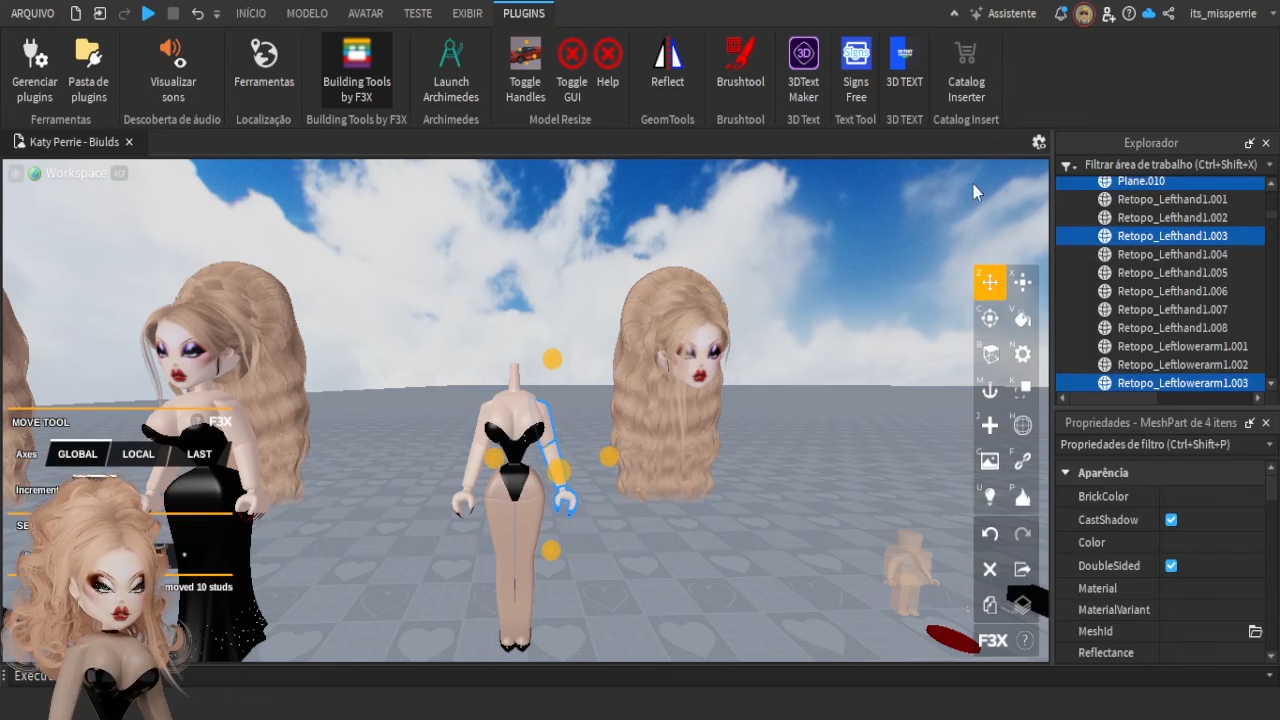 ARQUIVO
INÍCIO
MODELO
AVATAR
TESTE
EXIBIR
PLUGINS
Assistente
its_missperrie
Gerenciar plugins
Pasta de plugins
Visualizar sons
Ferramentas
Building Tools by F3X
Launch Archimedes
Toggle Handles
Toggle GUI
Help
Reflect
Brushtool
3DText Maker
Signs Free
3D TEXT
Catalog Inserter
Ferramentas
Descoberta de áudio
Localização
Building Tools by F3X
Archimedes
Model Resize
GeomTools
Brushtool
3D Text
Text Tool
3D TEXT
Catalog Insert
Katy Perrie - Biulds
Workspace
Alt
MOVE TOOL
F3X
Axes
GLOBAL
LOCAL
LAST
Increment
SE
moved 10 studs
Z X
C V
B N
M K
J H
F
U P
F3X
Explorador
Filtrar área de trabalho (Ctrl+Shift+X)
Plane.010
Retopo_Lefthand1.001
Retopo_Lefthand1.002
Retopo_Lefthand1.003
Retopo_Lefthand1.004
Retopo_Lefthand1.005
Retopo_Lefthand1.006
Retopo_Lefthand1.007
Retopo_Lefthand1.008
Retopo_Leftlowerarm1.001
Retopo_Leftlowerarm1.002
Retopo_Leftlowerarm1.003
Propriedades - MeshPart de 4 itens
Propriedades de filtro (Ctrl+Shift+P)
Aparência
BrickColor
CastShadow
Color
DoubleSided
Material
MaterialVariant
MeshId
Reflectance
Execu